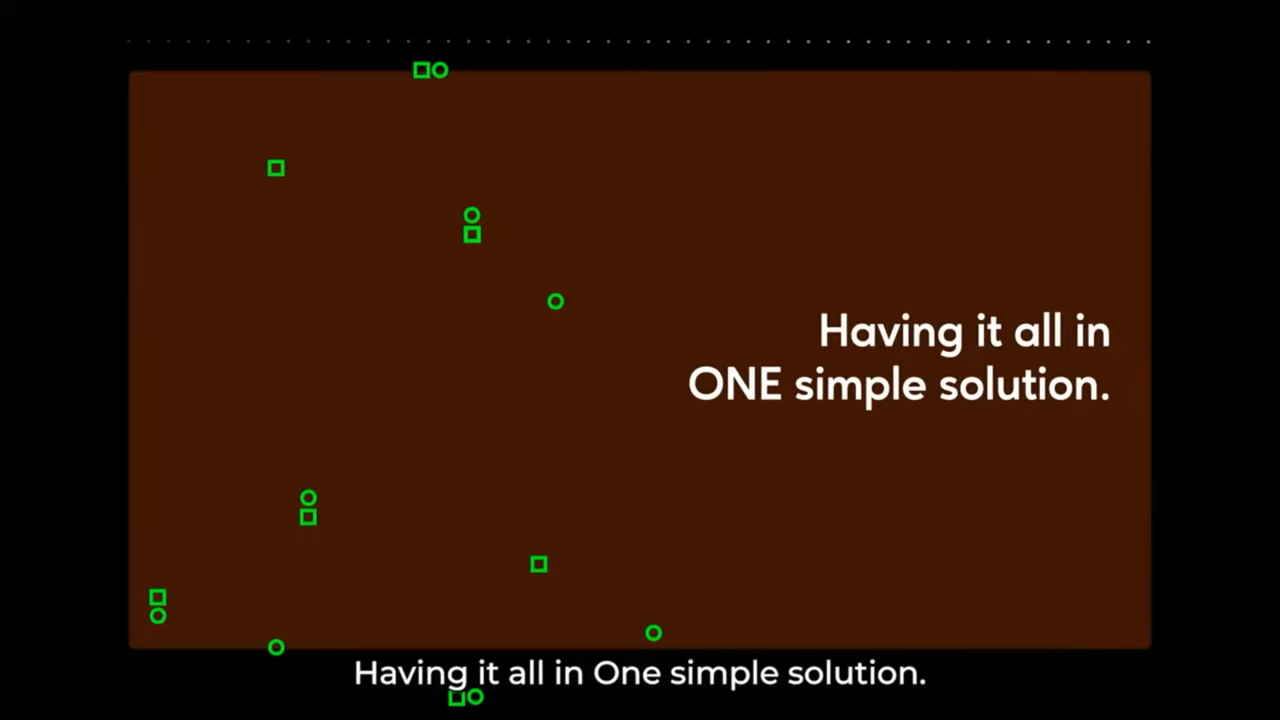 Having it all in
ONE simple solution.
Having it all in One simple solution.